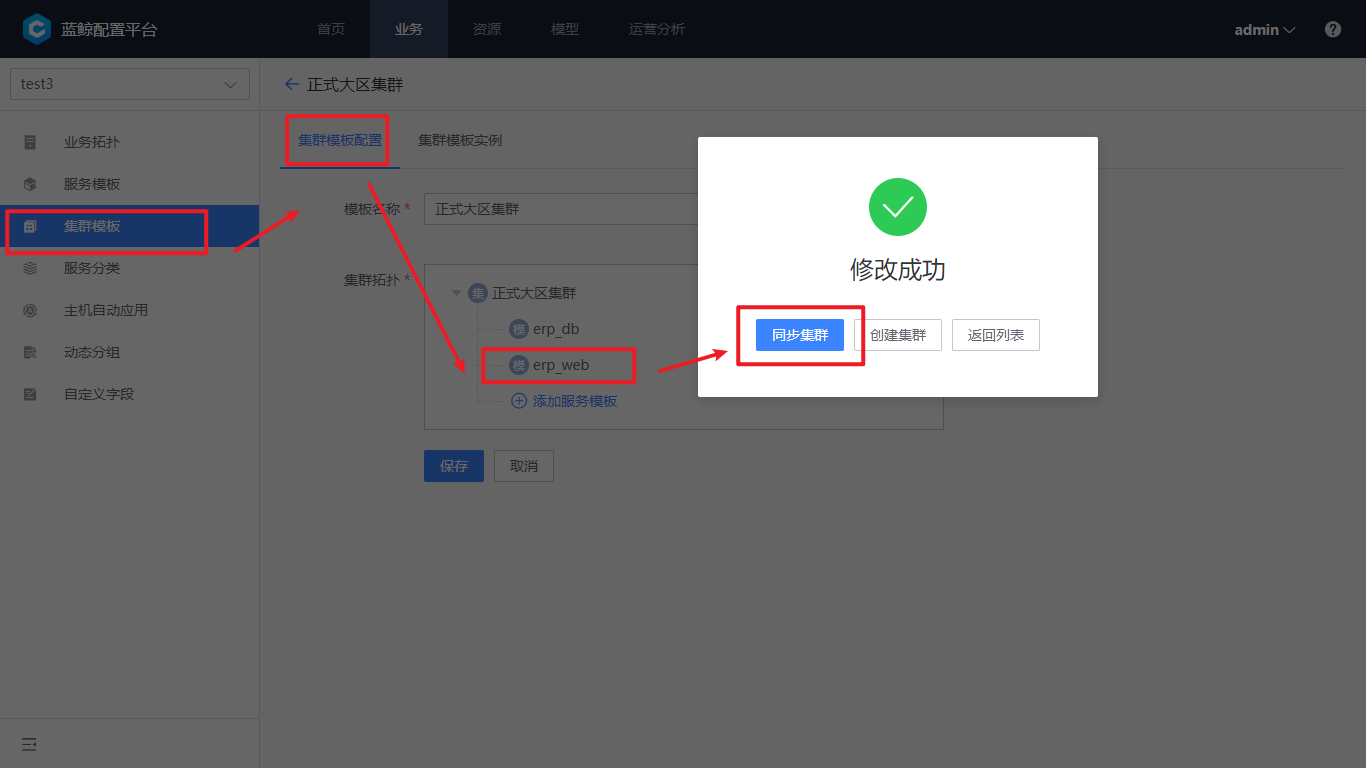 蓝鲸配置平台
首页 业务 资源 模型 运营分析
admin
test3
正式大区集群
业务拓扑
服务模板
集群模板
服务分类
主机自动应用
动态分组
自定义字段
集群模板配置 集群模板实例
模板名称 * 正式大区集群
集群拓扑 *
集 正式大区集群
模 erp_db
模 erp_web
添加服务模板
保存 取消
修改成功
同步集群 创建集群 返回列表